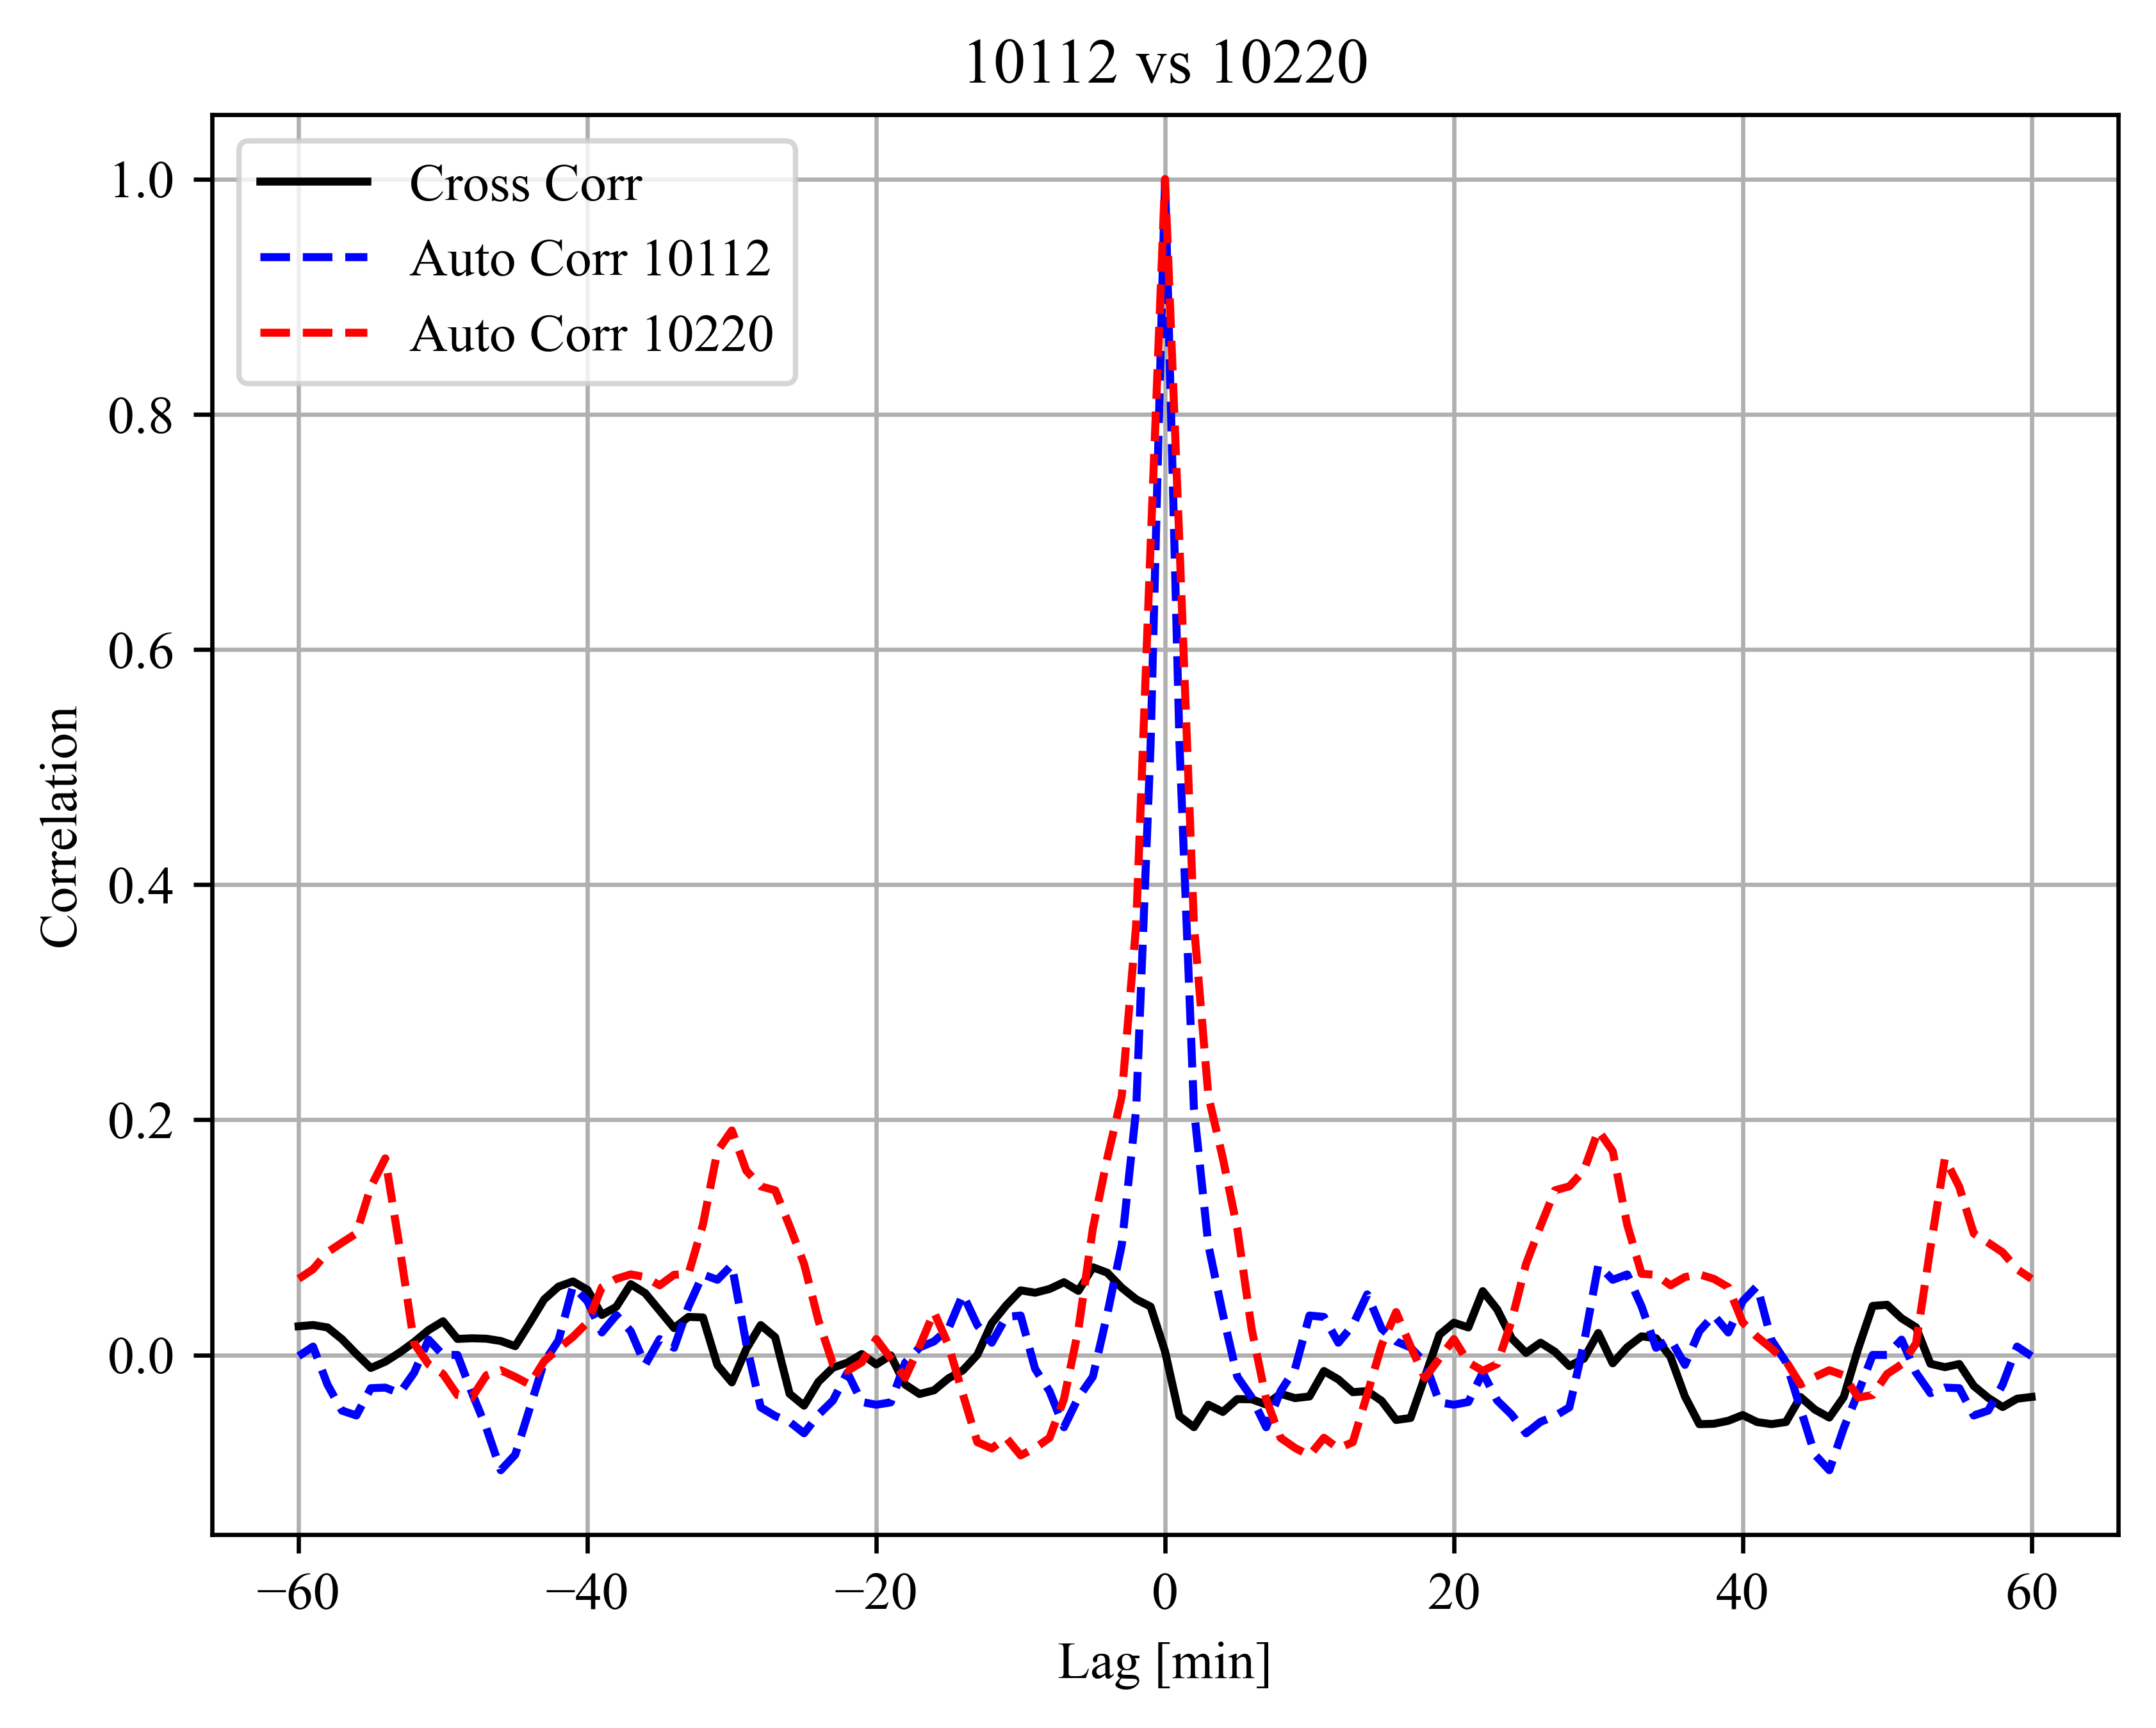 10112 vs 10220
Cross Corr
Auto Corr 10112
Auto Corr 10220
1.0
0.8
0.6
0.4
0.2
0.0
Correlation
−60
−40
−20
0
20
40
60
Lag [min]